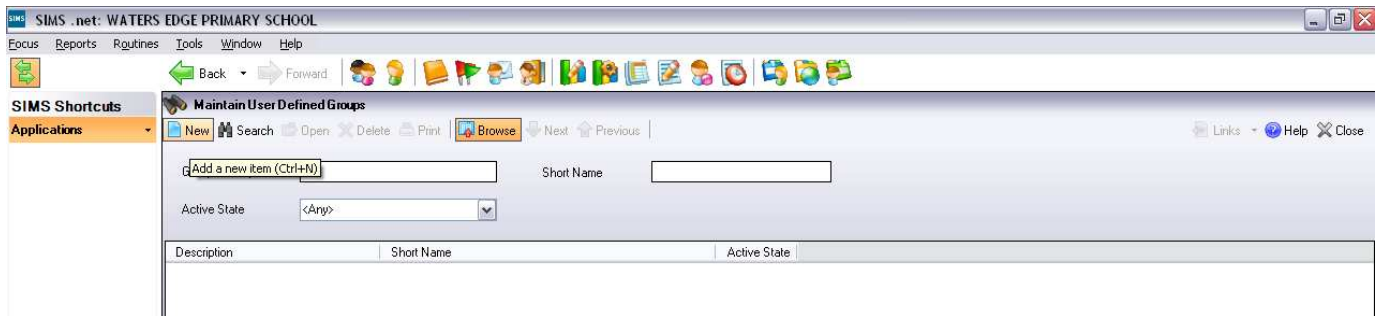 SIMS SIMS .net: WATERS EDGE PRIMARY SCHOOL
Focus Reports Routines Tools Window Help
Back Forward
SIMS Shortcuts Maintain User Defined Groups
Applications New Search Open Delete Print Browse Next Previous Links Help Close
Add a new item (Ctrl+N) Short Name
Active State <Any>
Description Short Name Active State